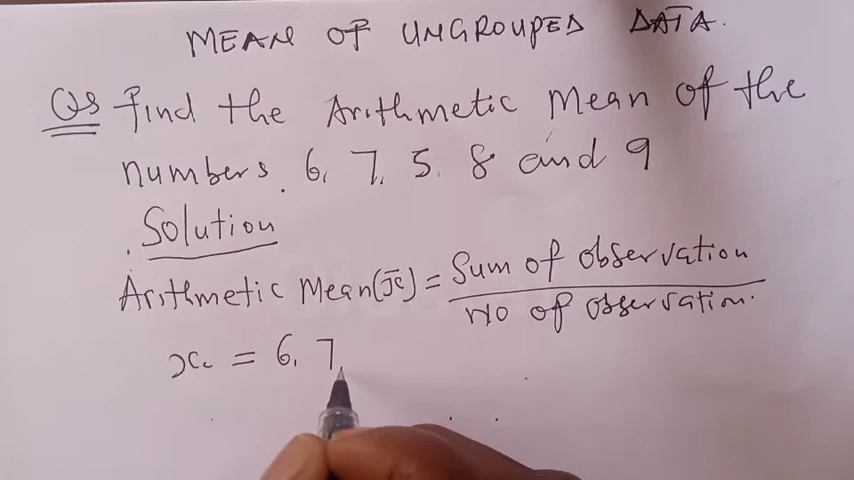 MEAN OF UNGROUPED DATA.
Qs Find the Arithmetic Mean of the
numbers. 6, 7, 5, 8 and 9
Solution
Arithmetic Mean(x̄) = Sum of observation
No of observation.
x = 6, 7,